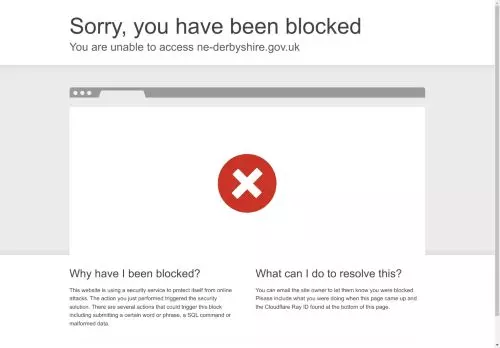 Sorry, you have been blocked
You are unable to access ne-derbyshire.gov.uk
Why have I been blocked?
This website is using a security service to protect itself from online
attacks. The action you just performed triggered the security
solution. There are several actions that could trigger this block
including submitting a certain word or phrase, a SQL command or
malformed data.
What can I do to resolve this?
You can email the site owner to let them know you were blocked.
Please include what you were doing when this page came up and
the Cloudflare Ray ID found at the bottom of this page.